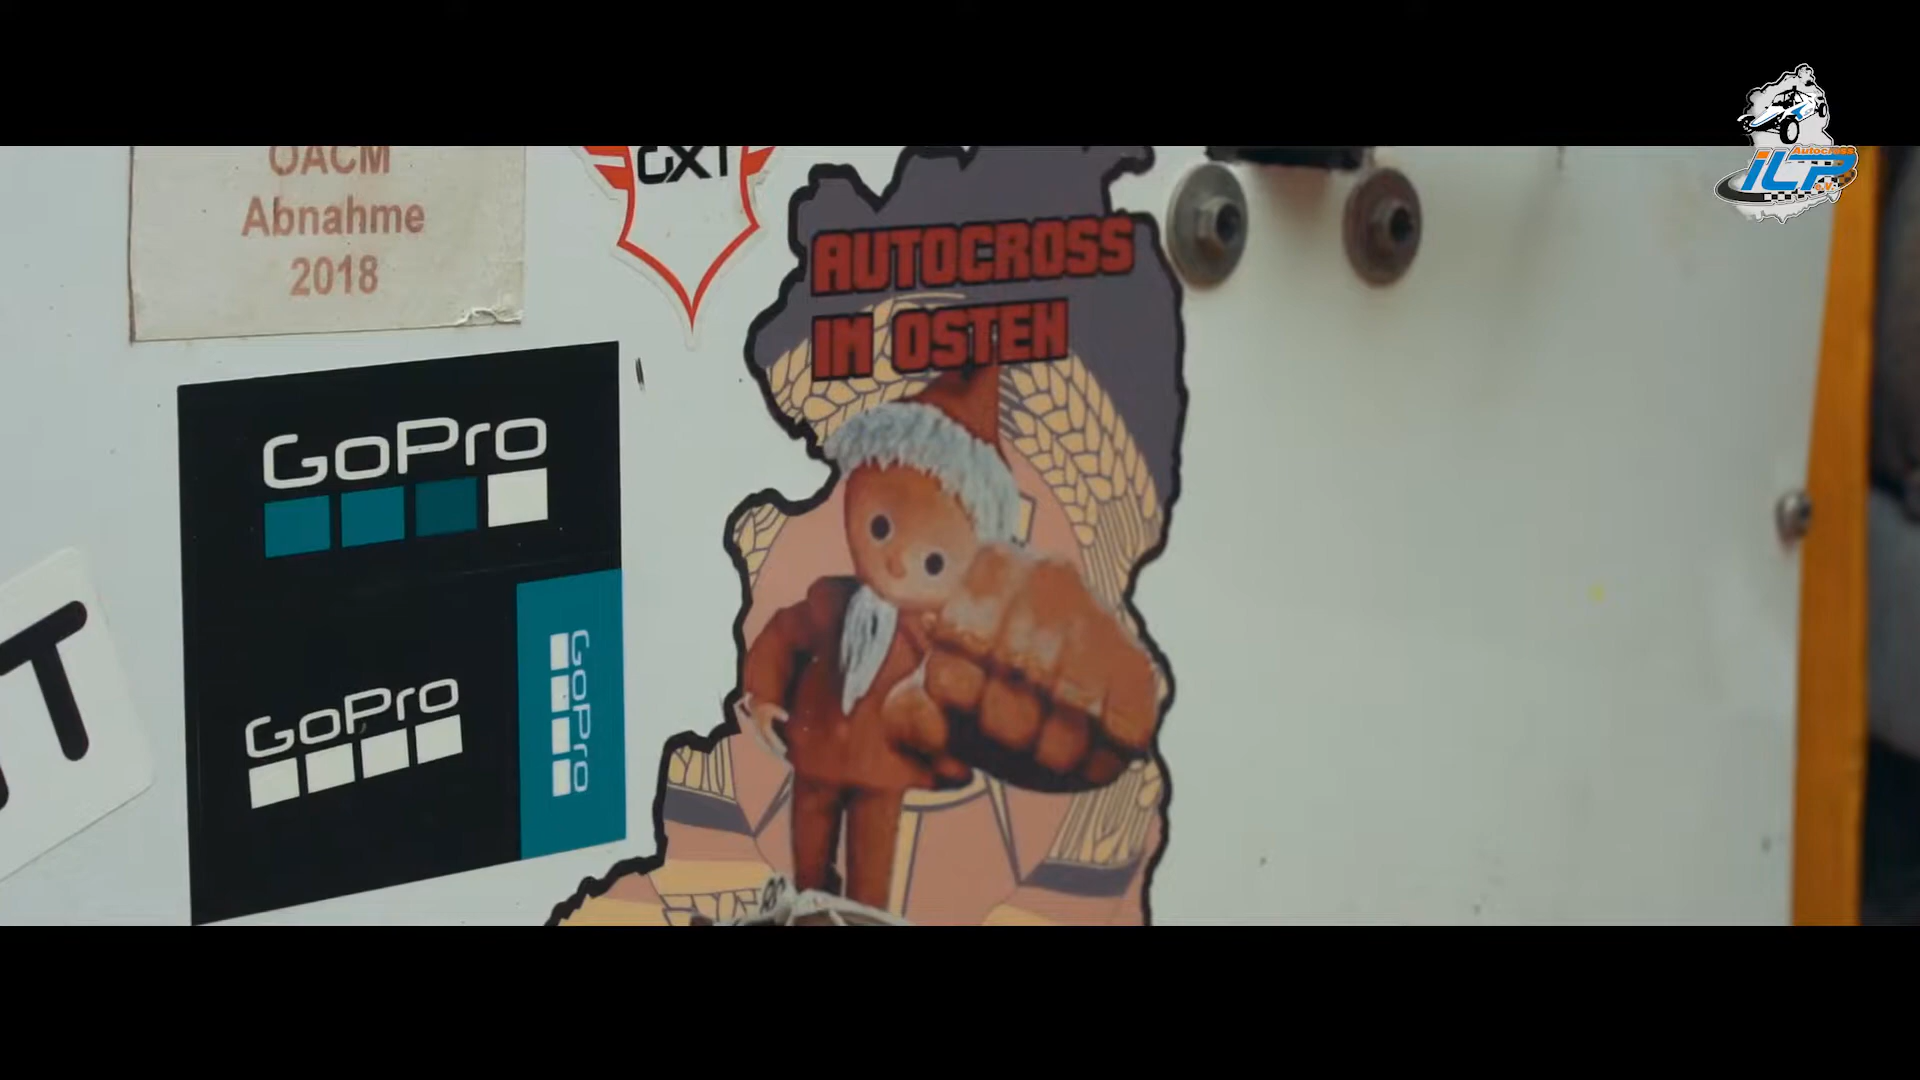 OACM
Abnahme
2018
GXT
AUTOCROSS
IM OSTEN
GoPro
GoPro
GoPro
T
Autocross
ILP
e.V.